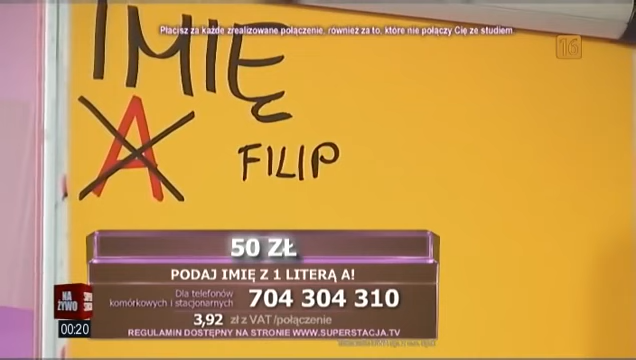 Płacisz za każde zrealizowane połączenie, również za to, które nie połączy Cię ze studiem.
16
IMIĘ
A
FILIP
50 ZŁ
PODAJ IMIĘ Z 1 LITERĄ A!
Dla telefonów
komórkowych i stacjonarnych
704 304 310
3,92 zł z VAT/połączenie
REGULAMIN DOSTĘPNY NA STRONIE WWW.SUPERSTACJA.TV
NA
ŻYWO
00:20